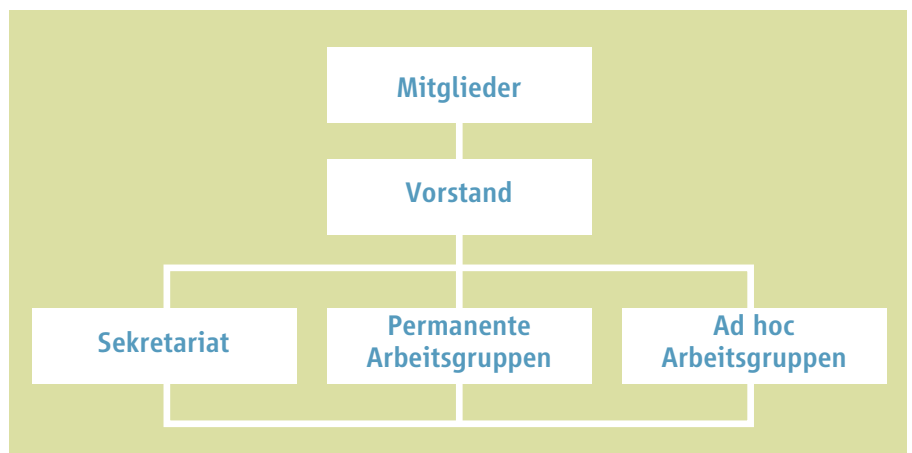 Mitglieder
Vorstand
Sekretariat
Permanente
Arbeitsgruppen
Ad hoc
Arbeitsgruppen